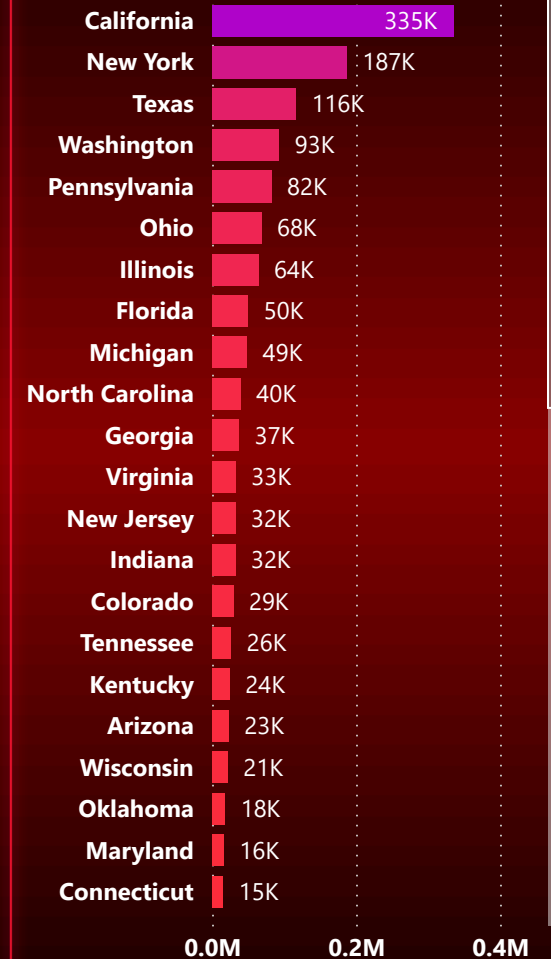 California 335K
New York 187K
Texas 116K
Washington 93K
Pennsylvania 82K
Ohio 68K
Illinois 64K
Florida 50K
Michigan 49K
North Carolina 40K
Georgia 37K
Virginia 33K
New Jersey 32K
Indiana 32K
Colorado 29K
Tennessee 26K
Kentucky 24K
Arizona 23K
Wisconsin 21K
Oklahoma 18K
Maryland 16K
Connecticut 15K
0.0M 0.2M 0.4M